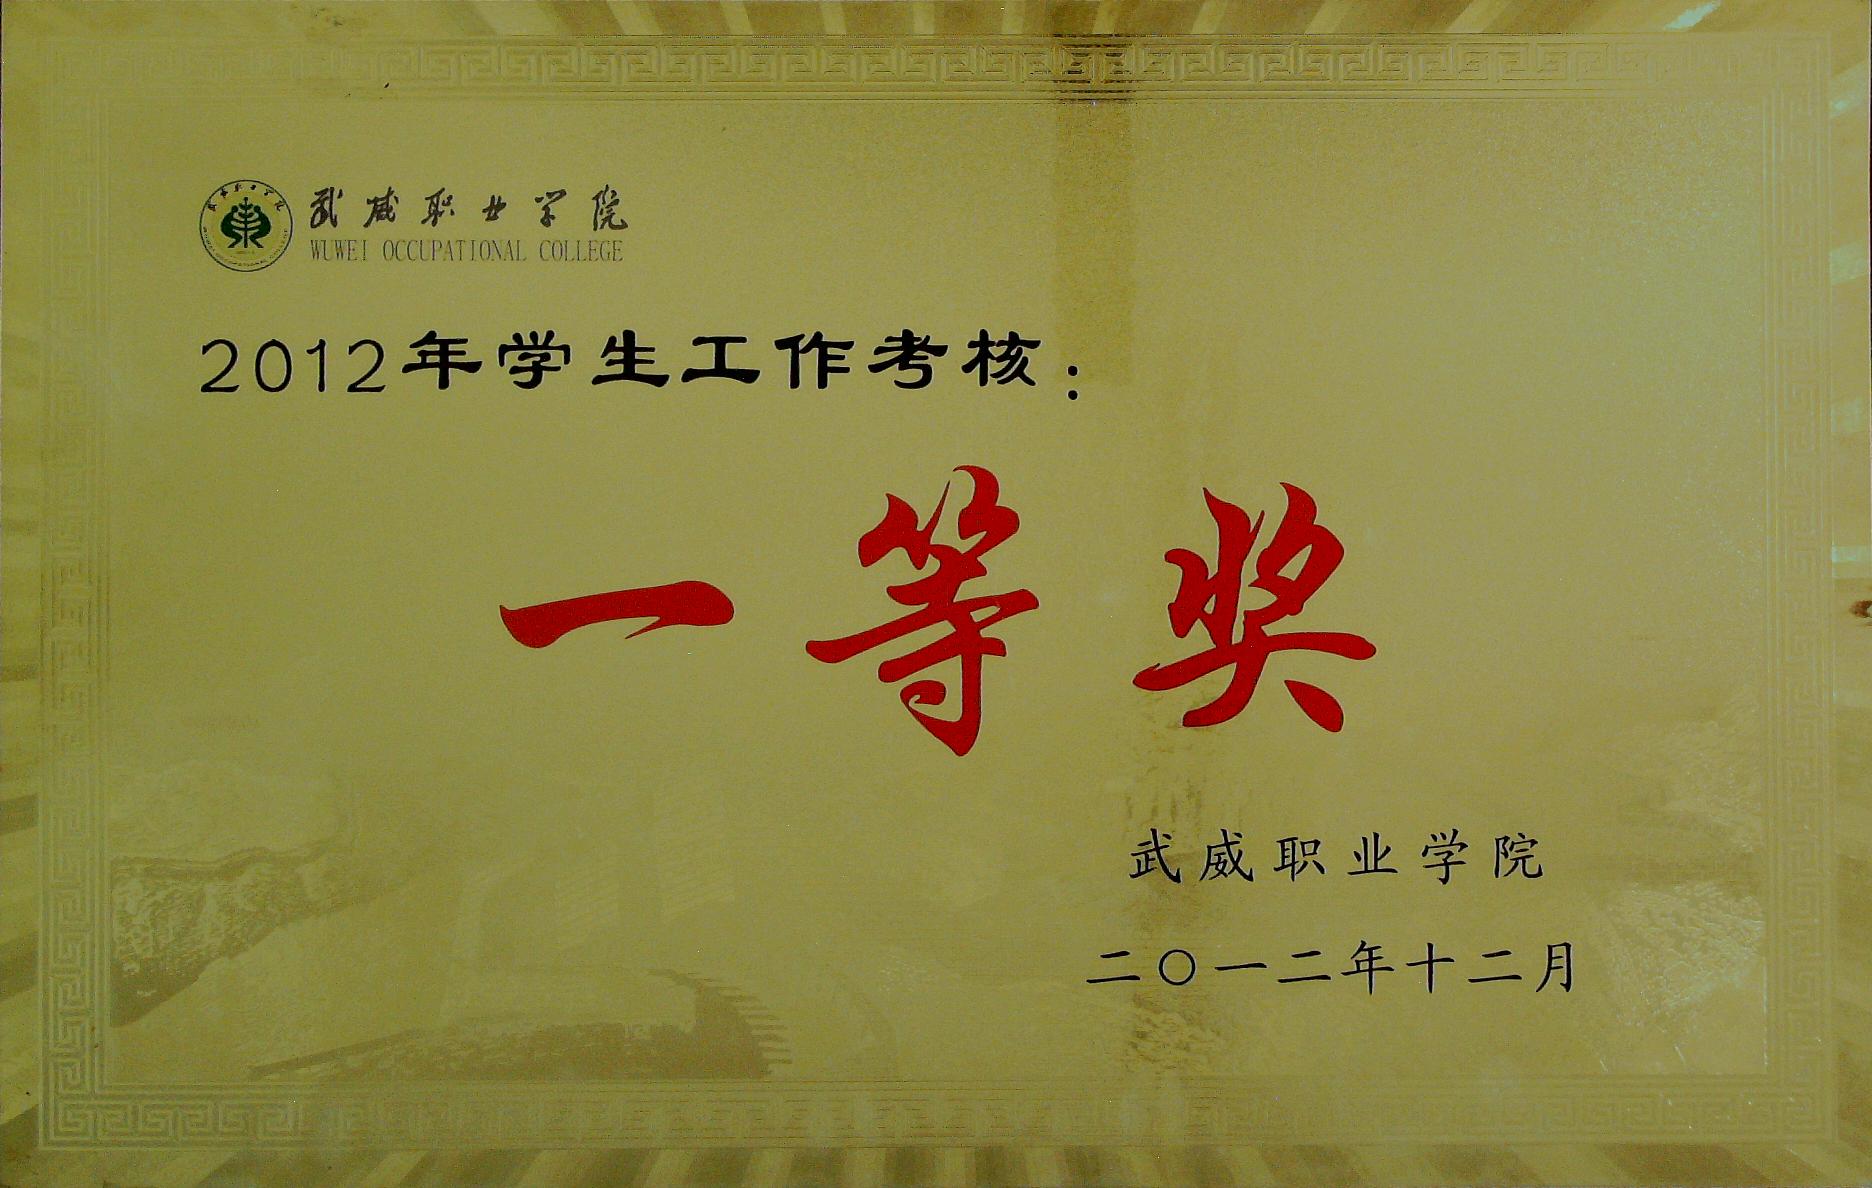 武威职业学院
WUWEI OCCUPATIONAL COLLEGE
2012年学生工作考核：
一等奖
武威职业学院
二〇一二年十二月